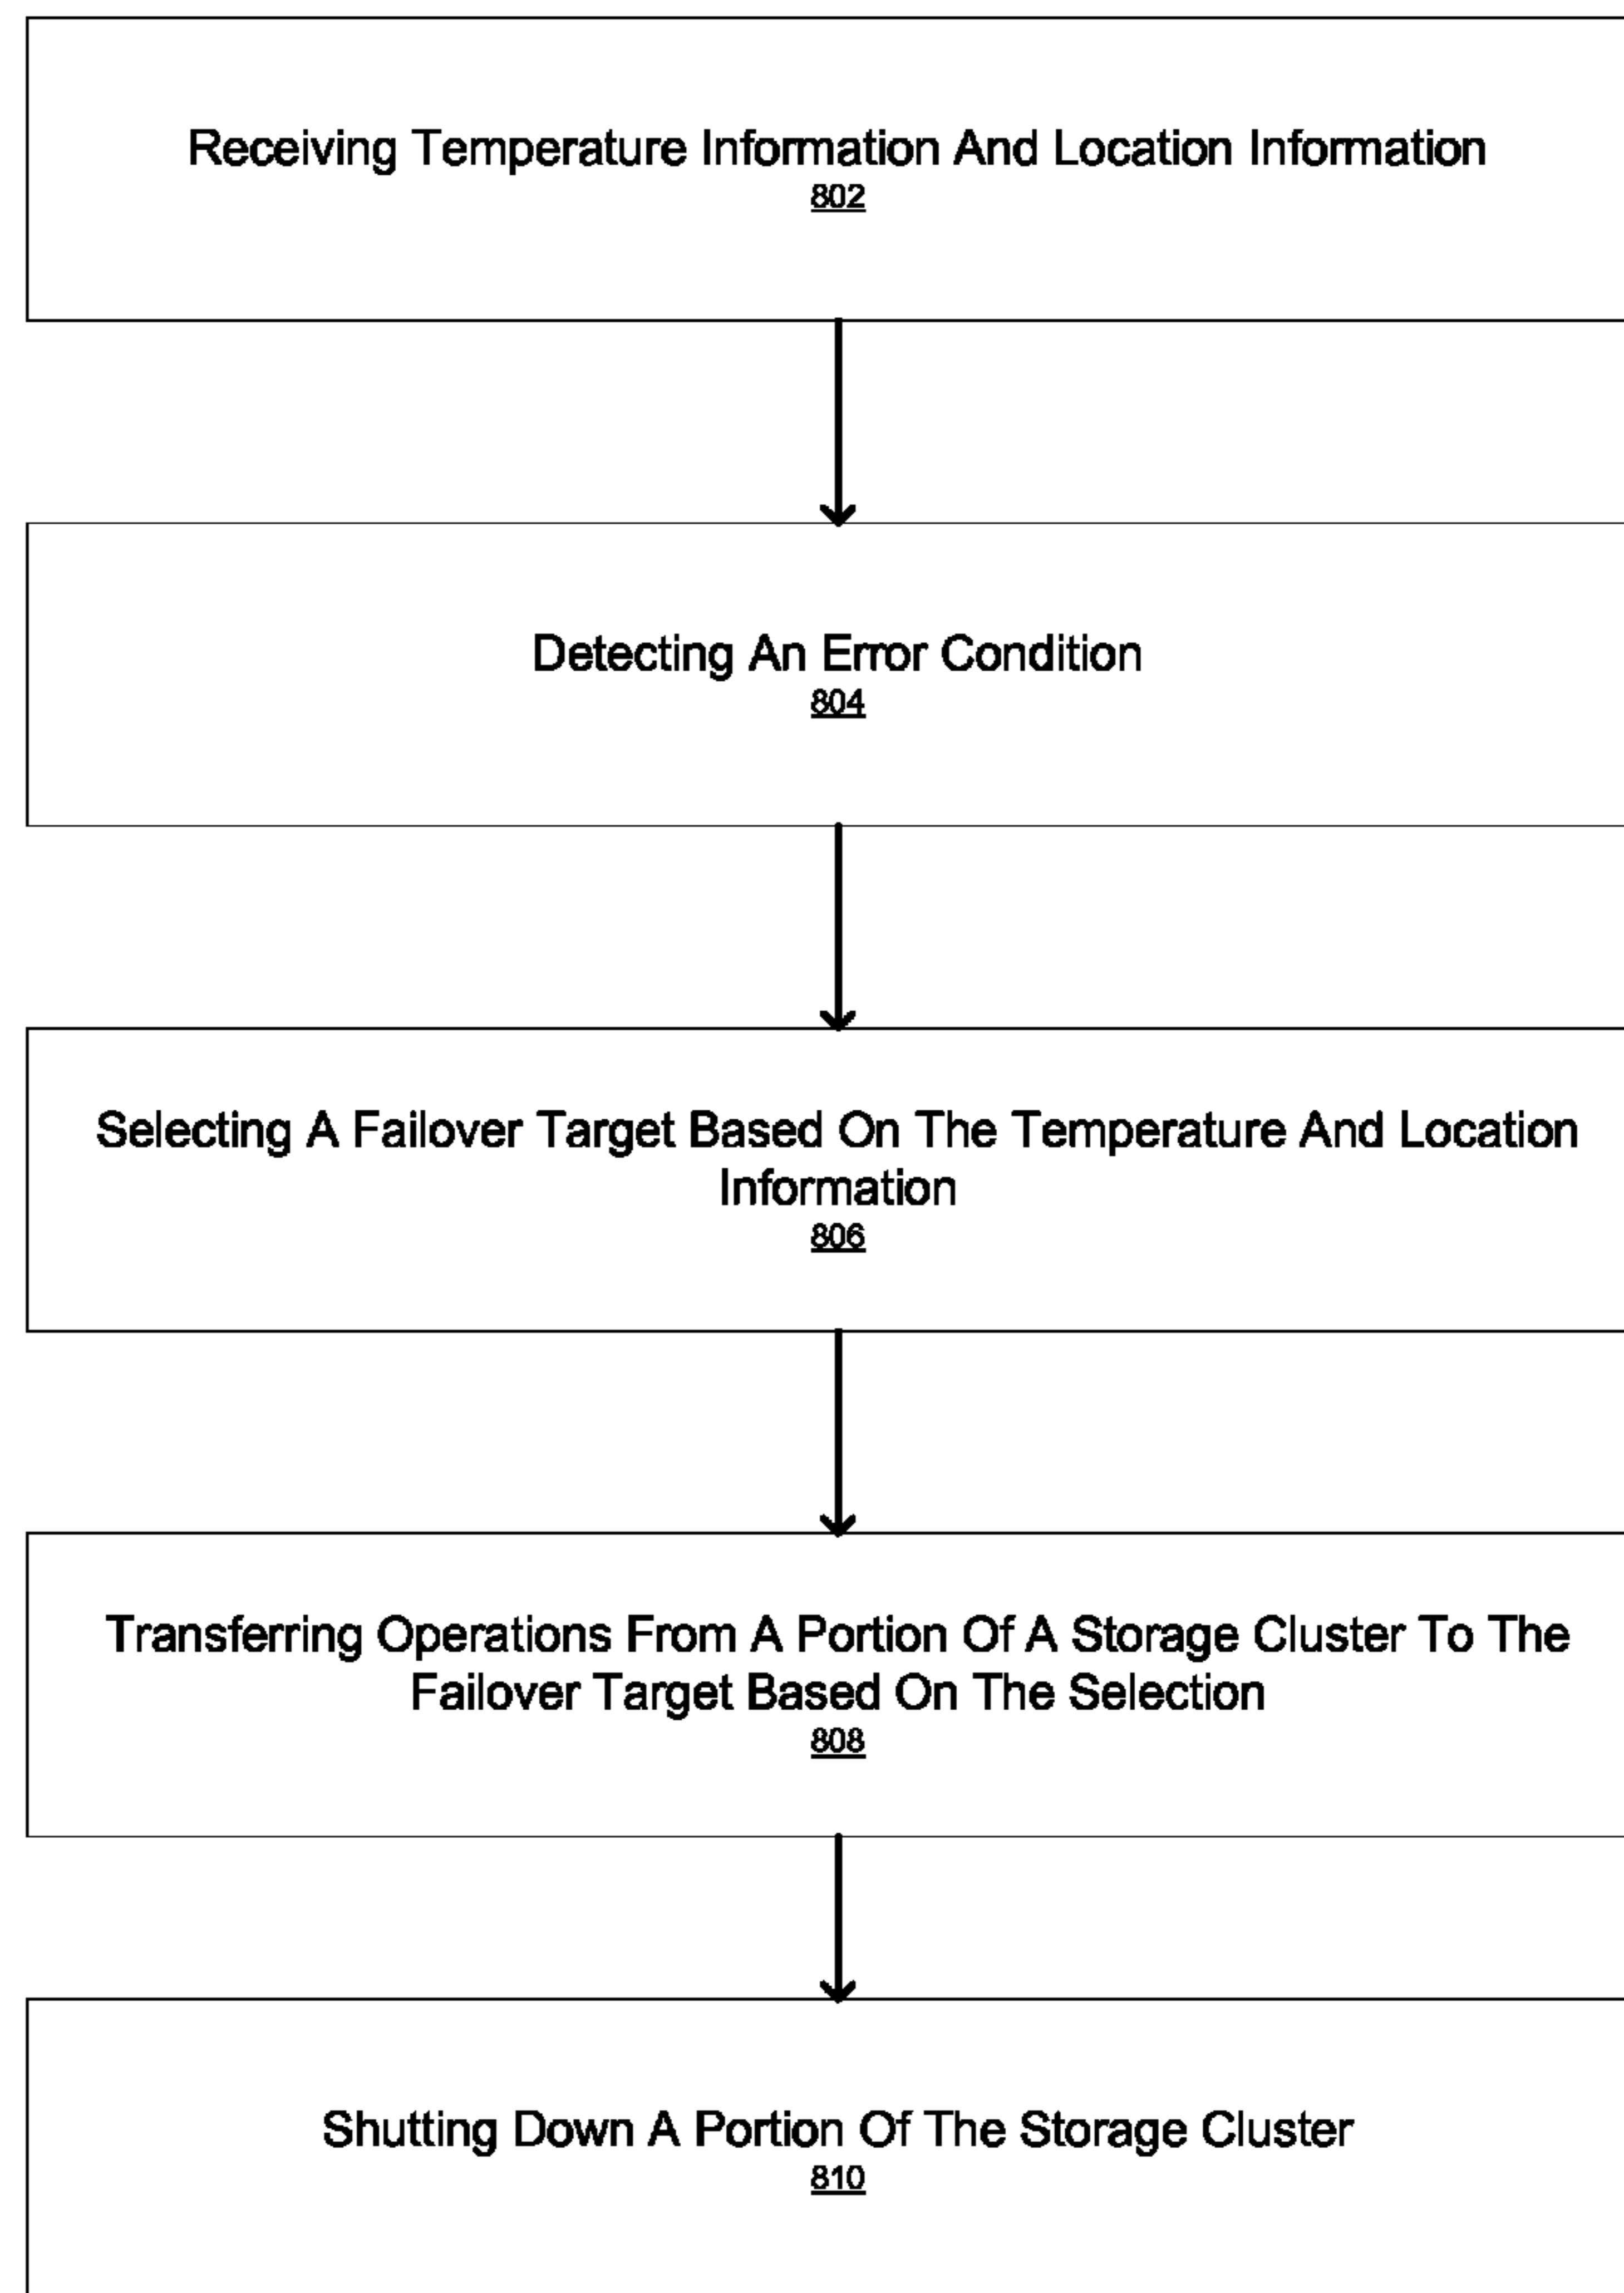 Receiving Temperature Information And Location Information
802
Detecting An Error Condition
804
Selecting A Failover Target Based On The Temperature And Location
Information
806
Transferring Operations From A Portion Of A Storage Cluster To The
Failover Target Based On The Selection
808
Shutting Down A Portion Of The Storage Cluster
810